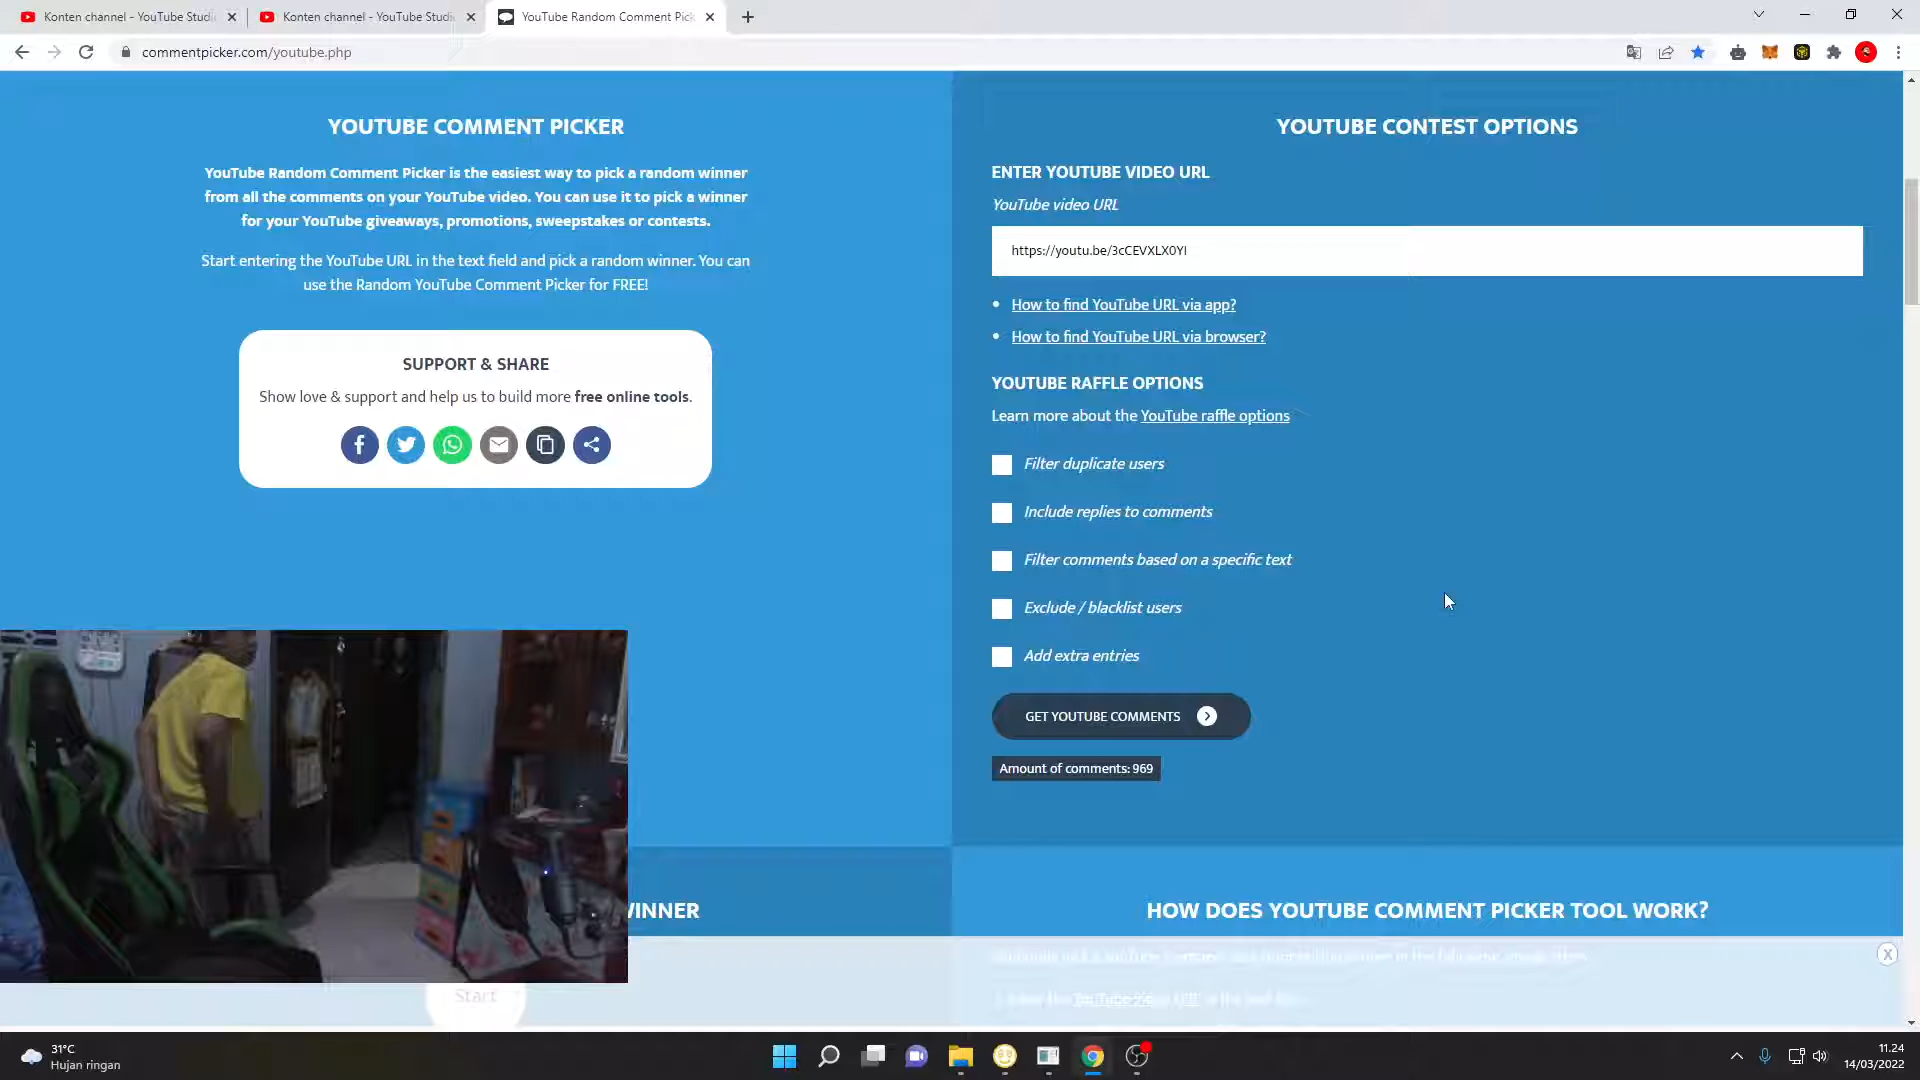 Konten channel - YouTube Studi
Konten channel - YouTube Studi
YouTube Random Comment Pick
commentpicker.com/youtube.php
YOUTUBE COMMENT PICKER
YouTube Random Comment Picker is the easiest way to pick a random winner
from all the comments on your YouTube video. You can use it to pick a winner
for your YouTube giveaways, promotions, sweepstakes or contests.
Start entering the YouTube URL in the text field and pick a random winner. You can
use the Random YouTube Comment Picker for FREE!
SUPPORT & SHARE
Show love & support and help us to build more free online tools.
YOUTUBE CONTEST OPTIONS
ENTER YOUTUBE VIDEO URL
YouTube video URL
https://youtu.be/3cCEVXLX0YI
How to find YouTube URL via app?
How to find YouTube URL via browser?
YOUTUBE RAFFLE OPTIONS
Learn more about the YouTube raffle options
Filter duplicate users
Include replies to comments
Filter comments based on a specific text
Exclude / blacklist users
Add extra entries
GET YOUTUBE COMMENTS
Amount of comments: 969
WINNER
Start
HOW DOES YOUTUBE COMMENT PICKER TOOL WORK?
YouTube Video URL
X
31°C
Hujan ringan
11.24
14/03/2022